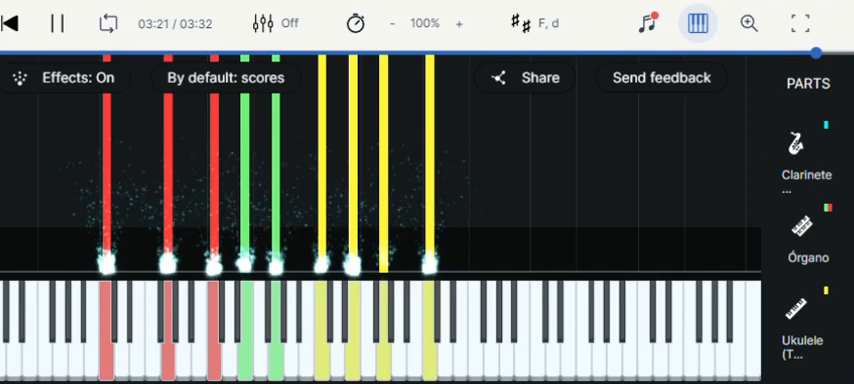 03:21 / 03:32
Off
- 100% +
F, d
Effects: On
By default: scores
Share
Send feedback
PARTS
Clarinete
...
Órgano
Ukulele
(T...